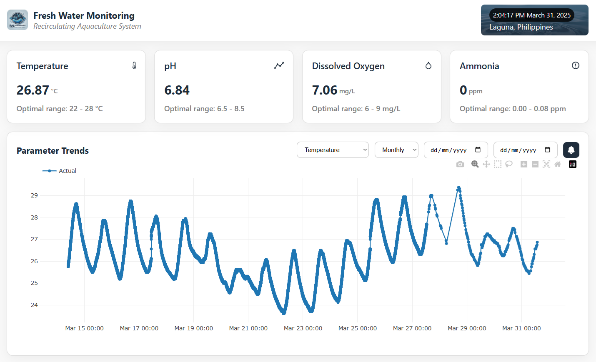 Fresh Water Monitoring
Recirculating Aquaculture System
2:04:17 PM March 31, 2025
Laguna, Philippines
Temperature
26.87 °C
Optimal range: 22 - 28 °C
pH
6.84
Optimal range: 6.5 - 8.5
Dissolved Oxygen
7.06 mg/L
Optimal range: 6 - 9 mg/L
Ammonia
0 ppm
Optimal range: 0.00 - 0.08 ppm
Parameter Trends
Temperature
Monthly
dd/mm/yyyy
dd/mm/yyyy
Actual
29
28
27
26
25
24
Mar 15 00:00
Mar 17 00:00
Mar 19 00:00
Mar 21 00:00
Mar 23 00:00
Mar 25 00:00
Mar 27 00:00
Mar 29 00:00
Mar 31 00:00